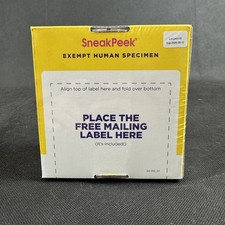 SneakPeek®
EXEMPT HUMAN SPECIMEN
Align top of label here and fold over bottom
PLACE THE
FREE MAILING
LABEL HERE
(It's included!)